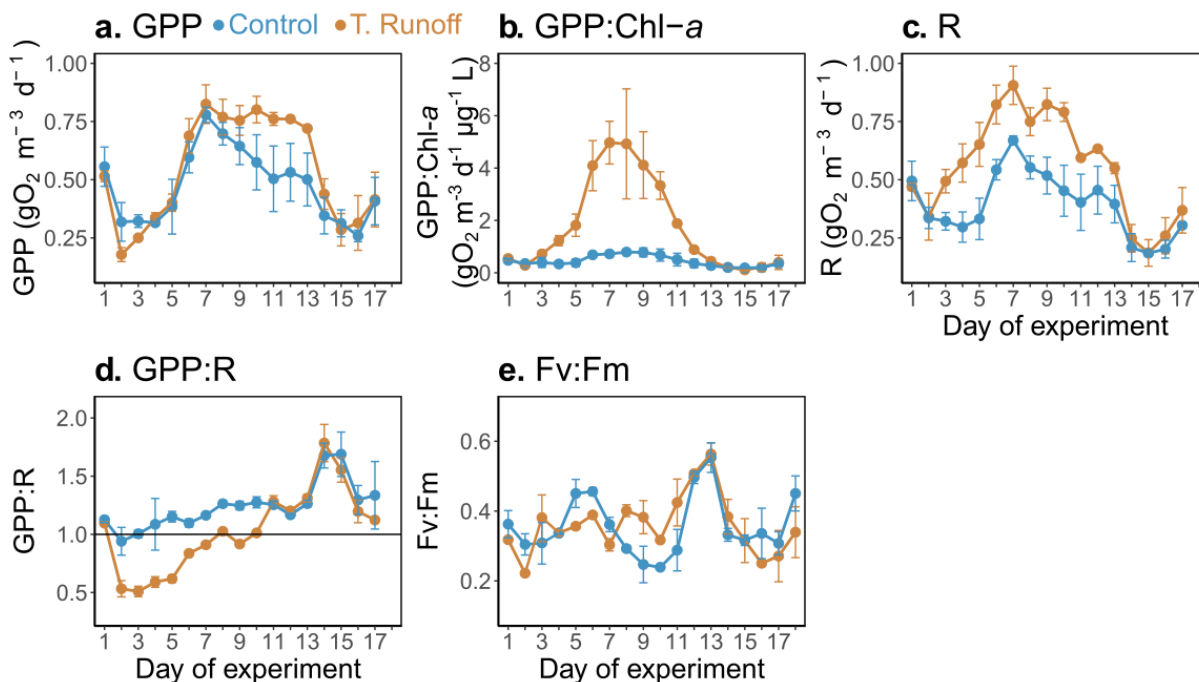 a. GPP Control T. Runoff
GPP (gO₂ m⁻³ d⁻¹)
1.00
0.75
0.50
0.25
1 3 5 7 9 11 13 15 17
b. GPP:Chl−a
GPP:Chl-a
(gO₂ m⁻³ d⁻¹ µg⁻¹ L)
8
6
4
2
0
1 3 5 7 9 11 13 15 17
c. R
R (gO₂ m⁻³ d⁻¹)
1.00
0.75
0.50
0.25
1 3 5 7 9 11 13 15 17
Day of experiment
d. GPP:R
GPP:R
2.0
1.5
1.0
0.5
1 3 5 7 9 11 13 15 17
Day of experiment
e. Fv:Fm
Fv:Fm
0.6
0.4
0.2
1 3 5 7 9 11 13 15 17
Day of experiment